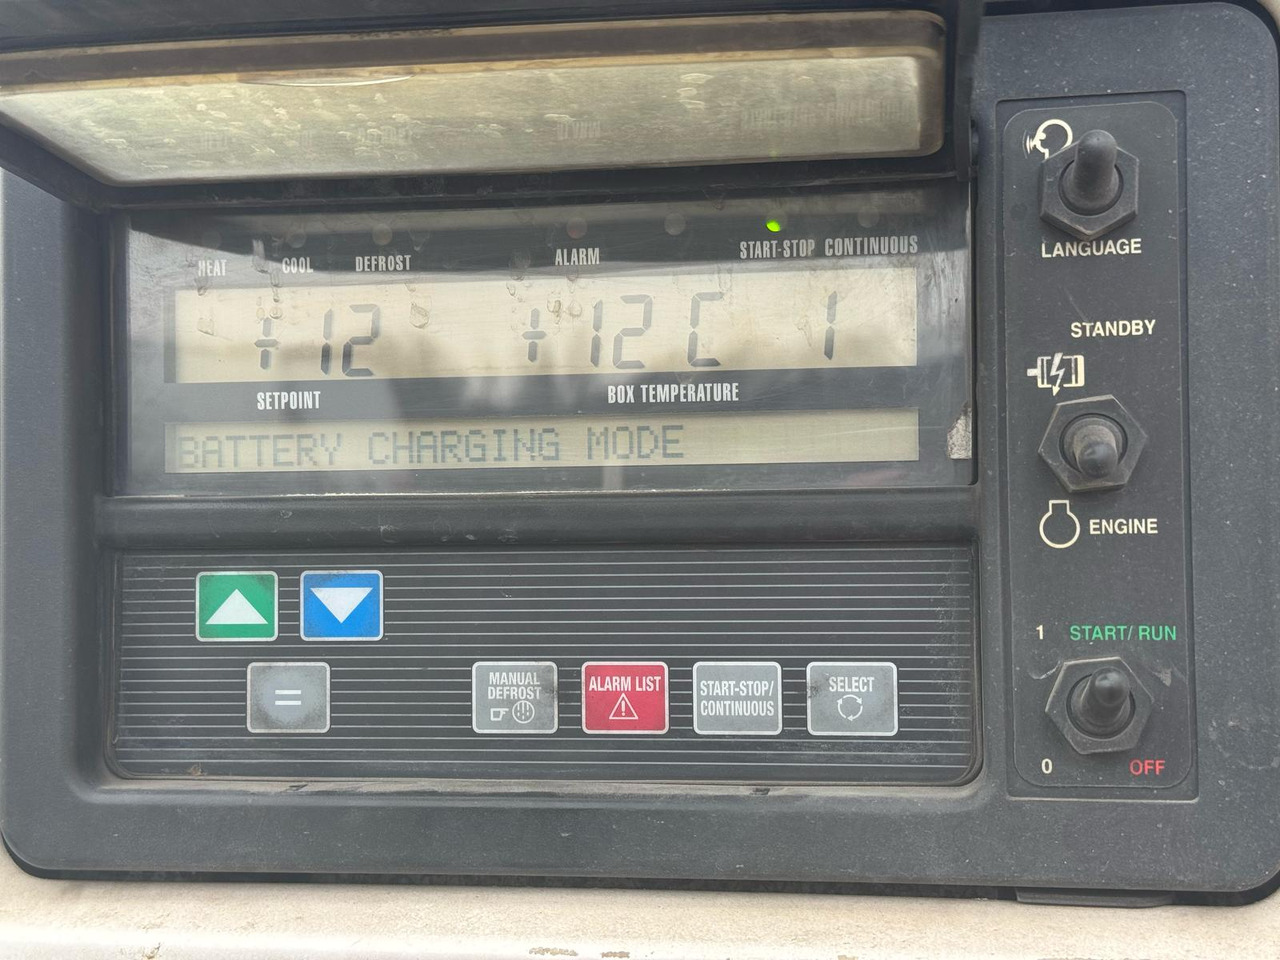 HEAT COOL DEFROST ALARM START-STOP CONTINUOUS
+12 +12C 1
SETPOINT BOX TEMPERATURE
BATTERY CHARGING MODE
MANUAL DEFROST
ALARM LIST
START-STOP/
CONTINUOUS
SELECT
=
LANGUAGE
STANDBY
ENGINE
1 START/RUN
0 OFF